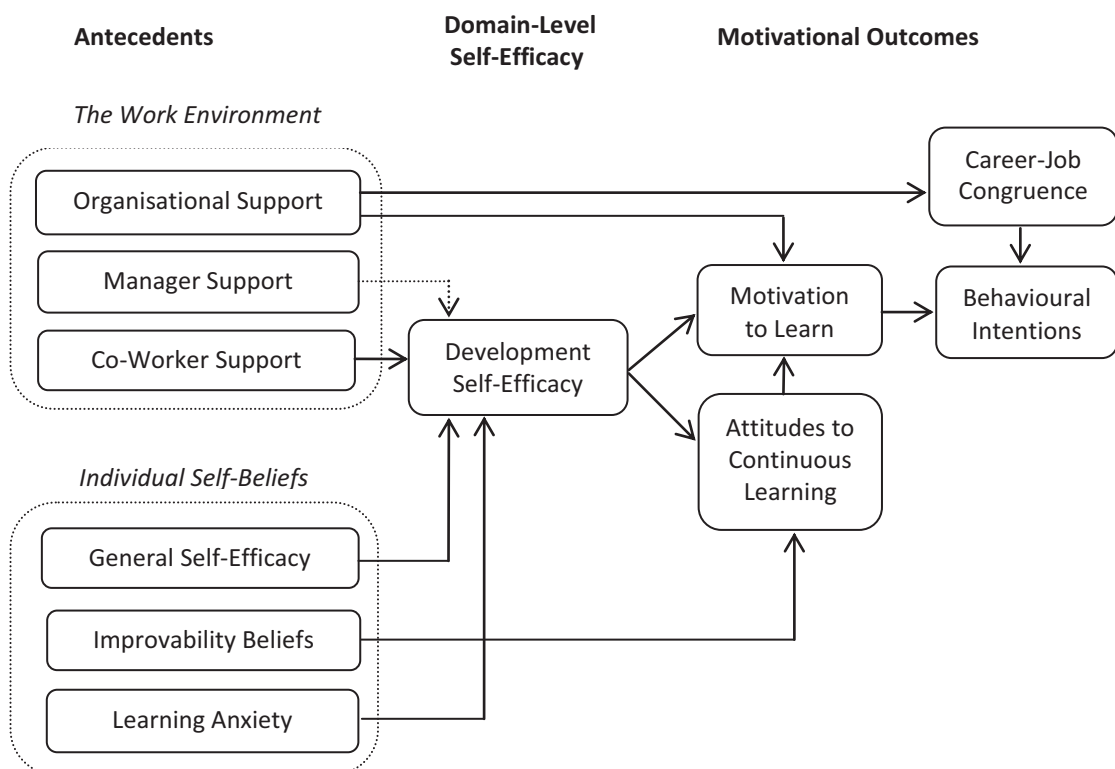 Antecedents
Domain-Level
Self-Efficacy
Motivational Outcomes
The Work Environment
Organisational Support
Manager Support
Co-Worker Support
Career-Job
Congruence
Motivation
to Learn
Behavioural
Intentions
Development
Self-Efficacy
Attitudes to
Continuous
Learning
Individual Self-Beliefs
General Self-Efficacy
Improvability Beliefs
Learning Anxiety